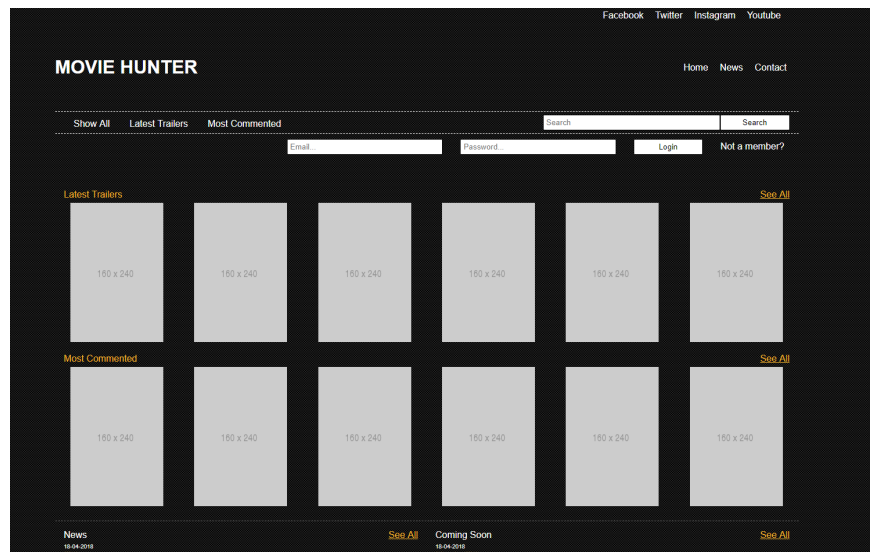 Facebook Twitter Instagram Youtube
MOVIE HUNTER
Home News Contact
Show All Latest Trailers Most Commented Search Search
Email... Password... Login Not a member?
Latest Trailers See All
160 x 240 160 x 240 160 x 240 160 x 240 160 x 240 160 x 240
Most Commented See All
160 x 240 160 x 240 160 x 240 160 x 240 160 x 240 160 x 240
News See All Coming Soon See All
18-04-2018 18-04-2018